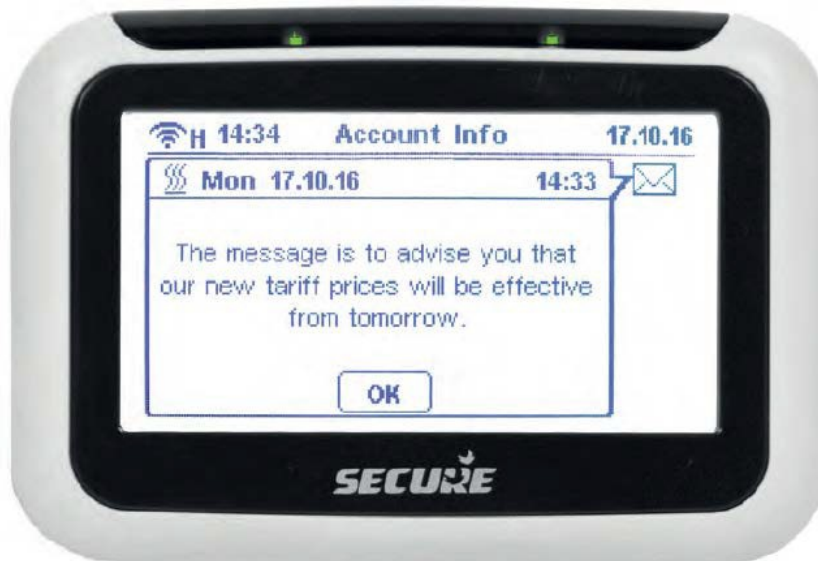 H 14:34 Account Info 17.10.16
Mon 17.10.16 14:33
The message is to advise you that
our new tariff prices will be effective
from tomorrow.
OK
SECURE